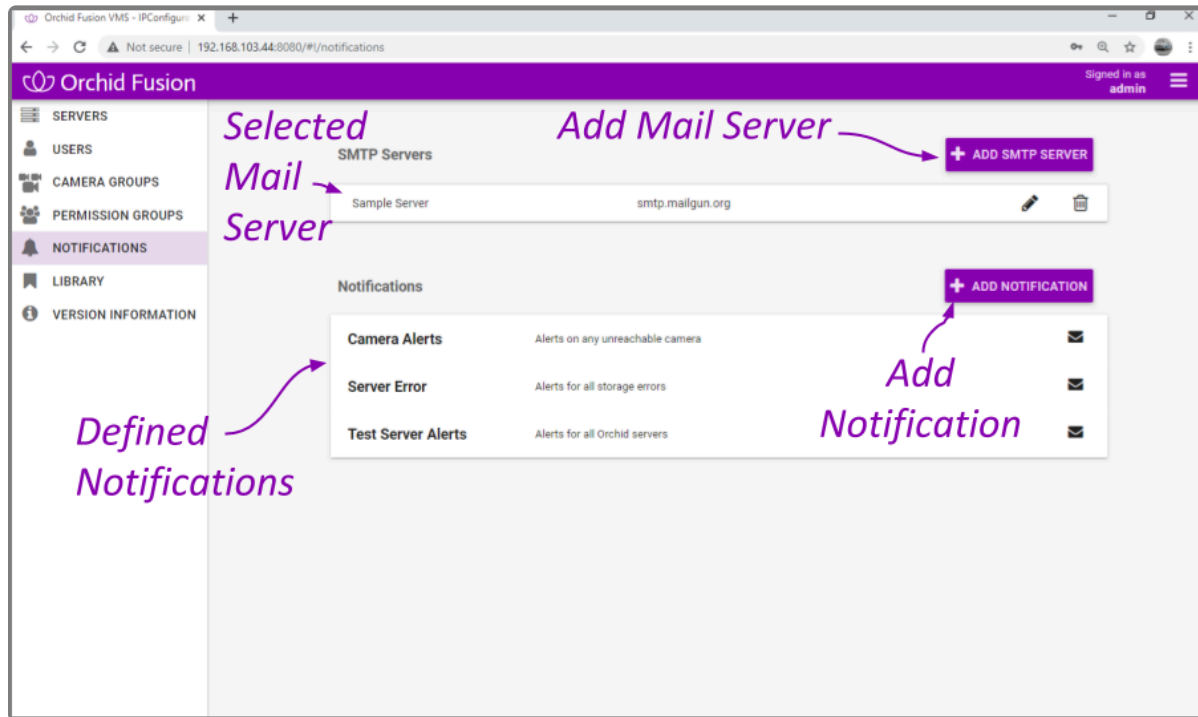 Orchid Fusion VMS - IPConfigure
Not secure | 192.168.103.44:8080/#!/notifications
Orchid Fusion
Signed in as
admin
SERVERS
USERS
CAMERA GROUPS
PERMISSION GROUPS
NOTIFICATIONS
LIBRARY
VERSION INFORMATION
Selected
Mail
Server
Add Mail Server
SMTP Servers
ADD SMTP SERVER
Sample Server smtp.mailgun.org
Notifications
ADD NOTIFICATION
Camera Alerts Alerts on any unreachable camera
Server Error Alerts for all storage errors
Test Server Alerts Alerts for all Orchid servers
Add
Notification
Defined
Notifications